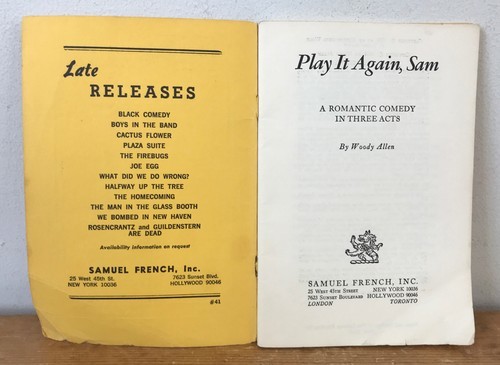 Late
RELEASES
BLACK COMEDY
BOYS IN THE BAND
CACTUS FLOWER
PLAZA SUITE
THE FIREBUGS
JOE EGG
WHAT DID WE DO WRONG?
HALFWAY UP THE TREE
THE HOMECOMING
THE MAN IN THE GLASS BOOTH
WE BOMBED IN NEW HAVEN
ROSENCRANTZ and GUILDENSTERN
ARE DEAD
Availability information on request
SAMUEL FRENCH, Inc.
25 West 45th St. 7623 Sunset Blvd.
NEW YORK 10036 HOLLYWOOD 90046
#41
Play It Again, Sam
A ROMANTIC COMEDY
IN THREE ACTS
By Woody Allen
SAMUEL FRENCH, INC.
25 WEST 45TH STREET NEW YORK 10036
7623 SUNSET BOULEVARD HOLLYWOOD 90046
LONDON TORONTO